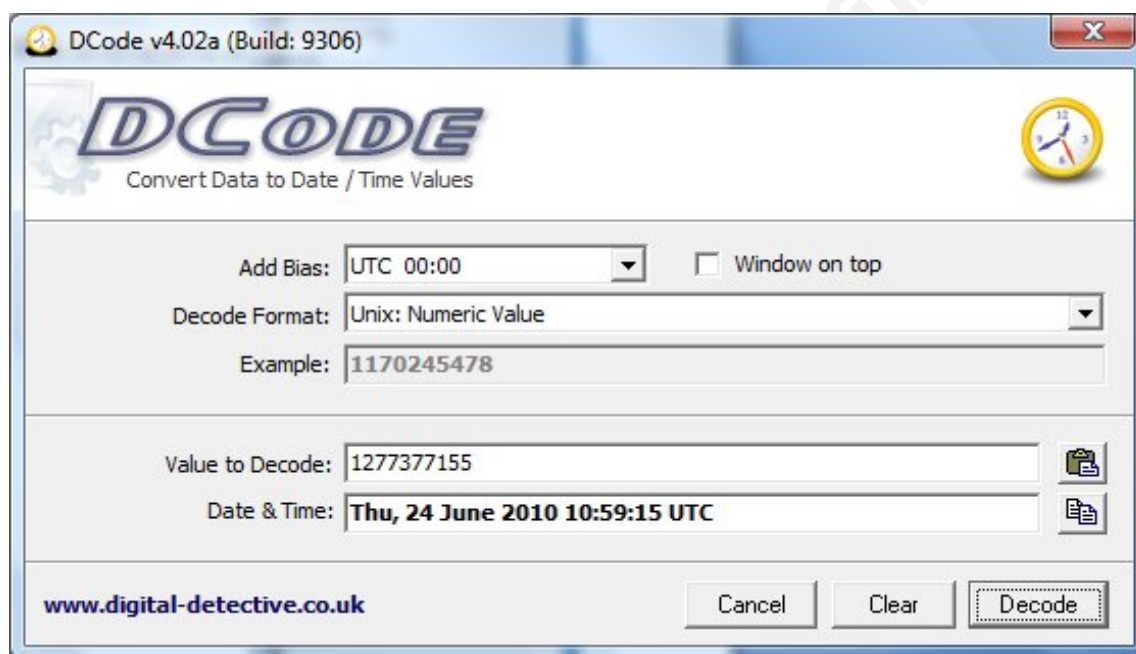 DCode v4.02a (Build: 9306)
DCODE
Convert Data to Date / Time Values
Add Bias: UTC 00:00 Window on top
Decode Format: Unix: Numeric Value
Example: 1170245478
Value to Decode: 1277377155
Date & Time: Thu, 24 June 2010 10:59:15 UTC
www.digital-detective.co.uk Cancel Clear Decode